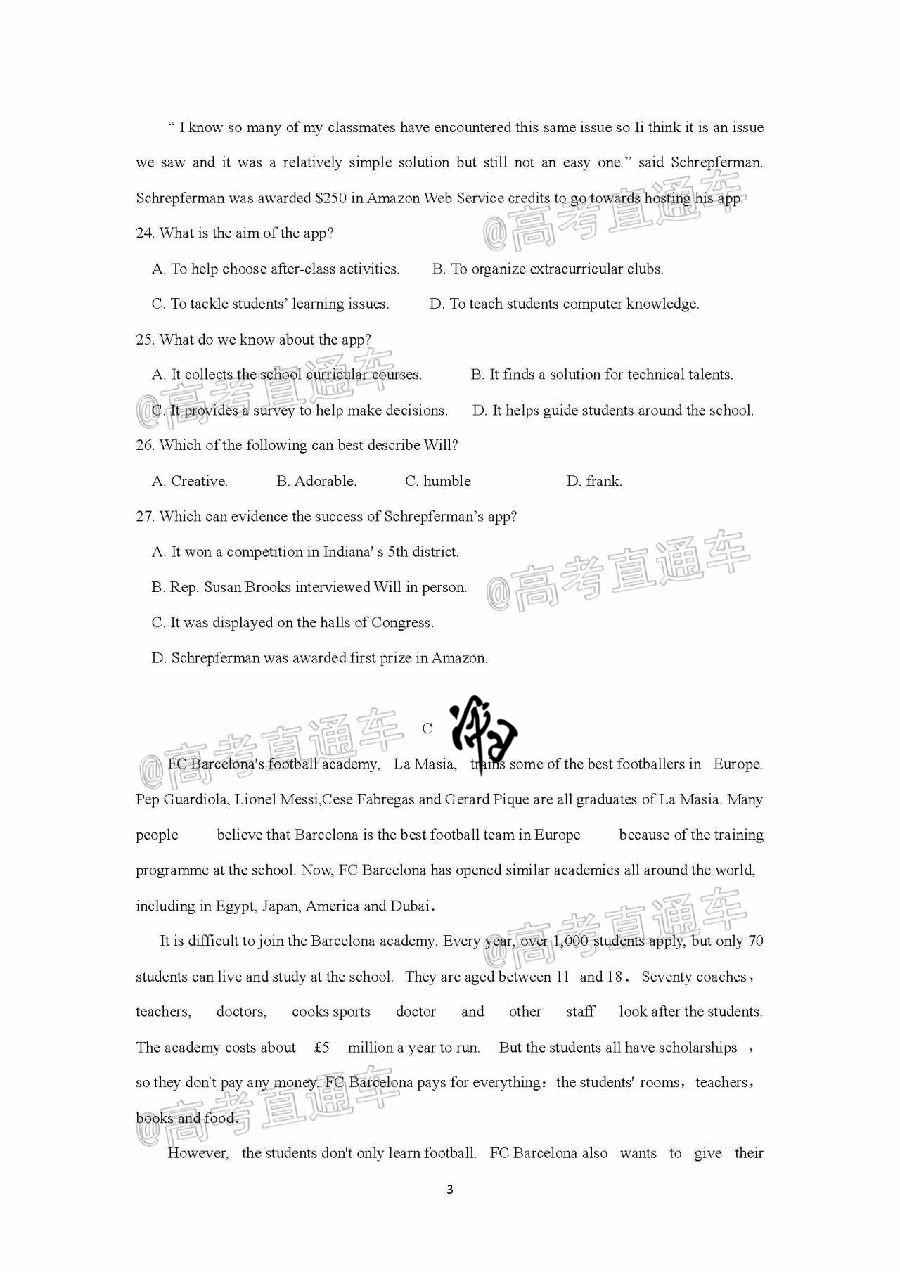 “ I know so many of my classmates have encountered this same issue so Ii think it is an issue
we saw and it was a relatively simple solution but still not an easy one.” said Schrepferman.
Schrepferman was awarded $250 in Amazon Web Service credits to go towards hosting his app
@高考直通车
24. What is the aim of the app?
A. To help choose after-class activities. B. To organize extracurricular clubs.
C. To tackle students’ learning issues. D. To teach students computer knowledge.
25. What do we know about the app?
A. It collects the school curricular courses. B. It finds a solution for technical talents.
@高考直通车
C. It provides a survey to help make decisions. D. It helps guide students around the school.
26. Which of the following can best describe Will?
A. Creative. B. Adorable. C. humble D. frank.
27. Which can evidence the success of Schrepferman’s app?
A. It won a competition in Indiana' s 5th district.
@高考直通车
B. Rep. Susan Brooks interviewed Will in person.
C. It was displayed on the halls of Congress.
D. Schrepferman was awarded first prize in Amazon.
C
@高考直通车
FC Barcelona's football academy, La Masia, trains some of the best footballers in Europe.
Pep Guardiola, Lionel Messi,Cese Fabregas and Gerard Pique are all graduates of La Masia. Many
people believe that Barcelona is the best football team in Europe because of the training
programme at the school. Now, FC Barcelona has opened similar academies all around the world,
including in Egypt, Japan, America and Dubai．
@高考直通车
It is difficult to join the Barcelona academy. Every year, over 1,000 students apply, but only 70
students can live and study at the school. They are aged between 11 and 18． Seventy coaches，
teachers, doctors, cooks sports doctor and other staff look after the students.
The academy costs about £5 million a year to run. But the students all have scholarships ，
so they don't pay any money. FC Barcelona pays for everything：the students' rooms，teachers，
@高考直通车
books and food．
However, the students don't only learn football. FC Barcelona also wants to give their
3